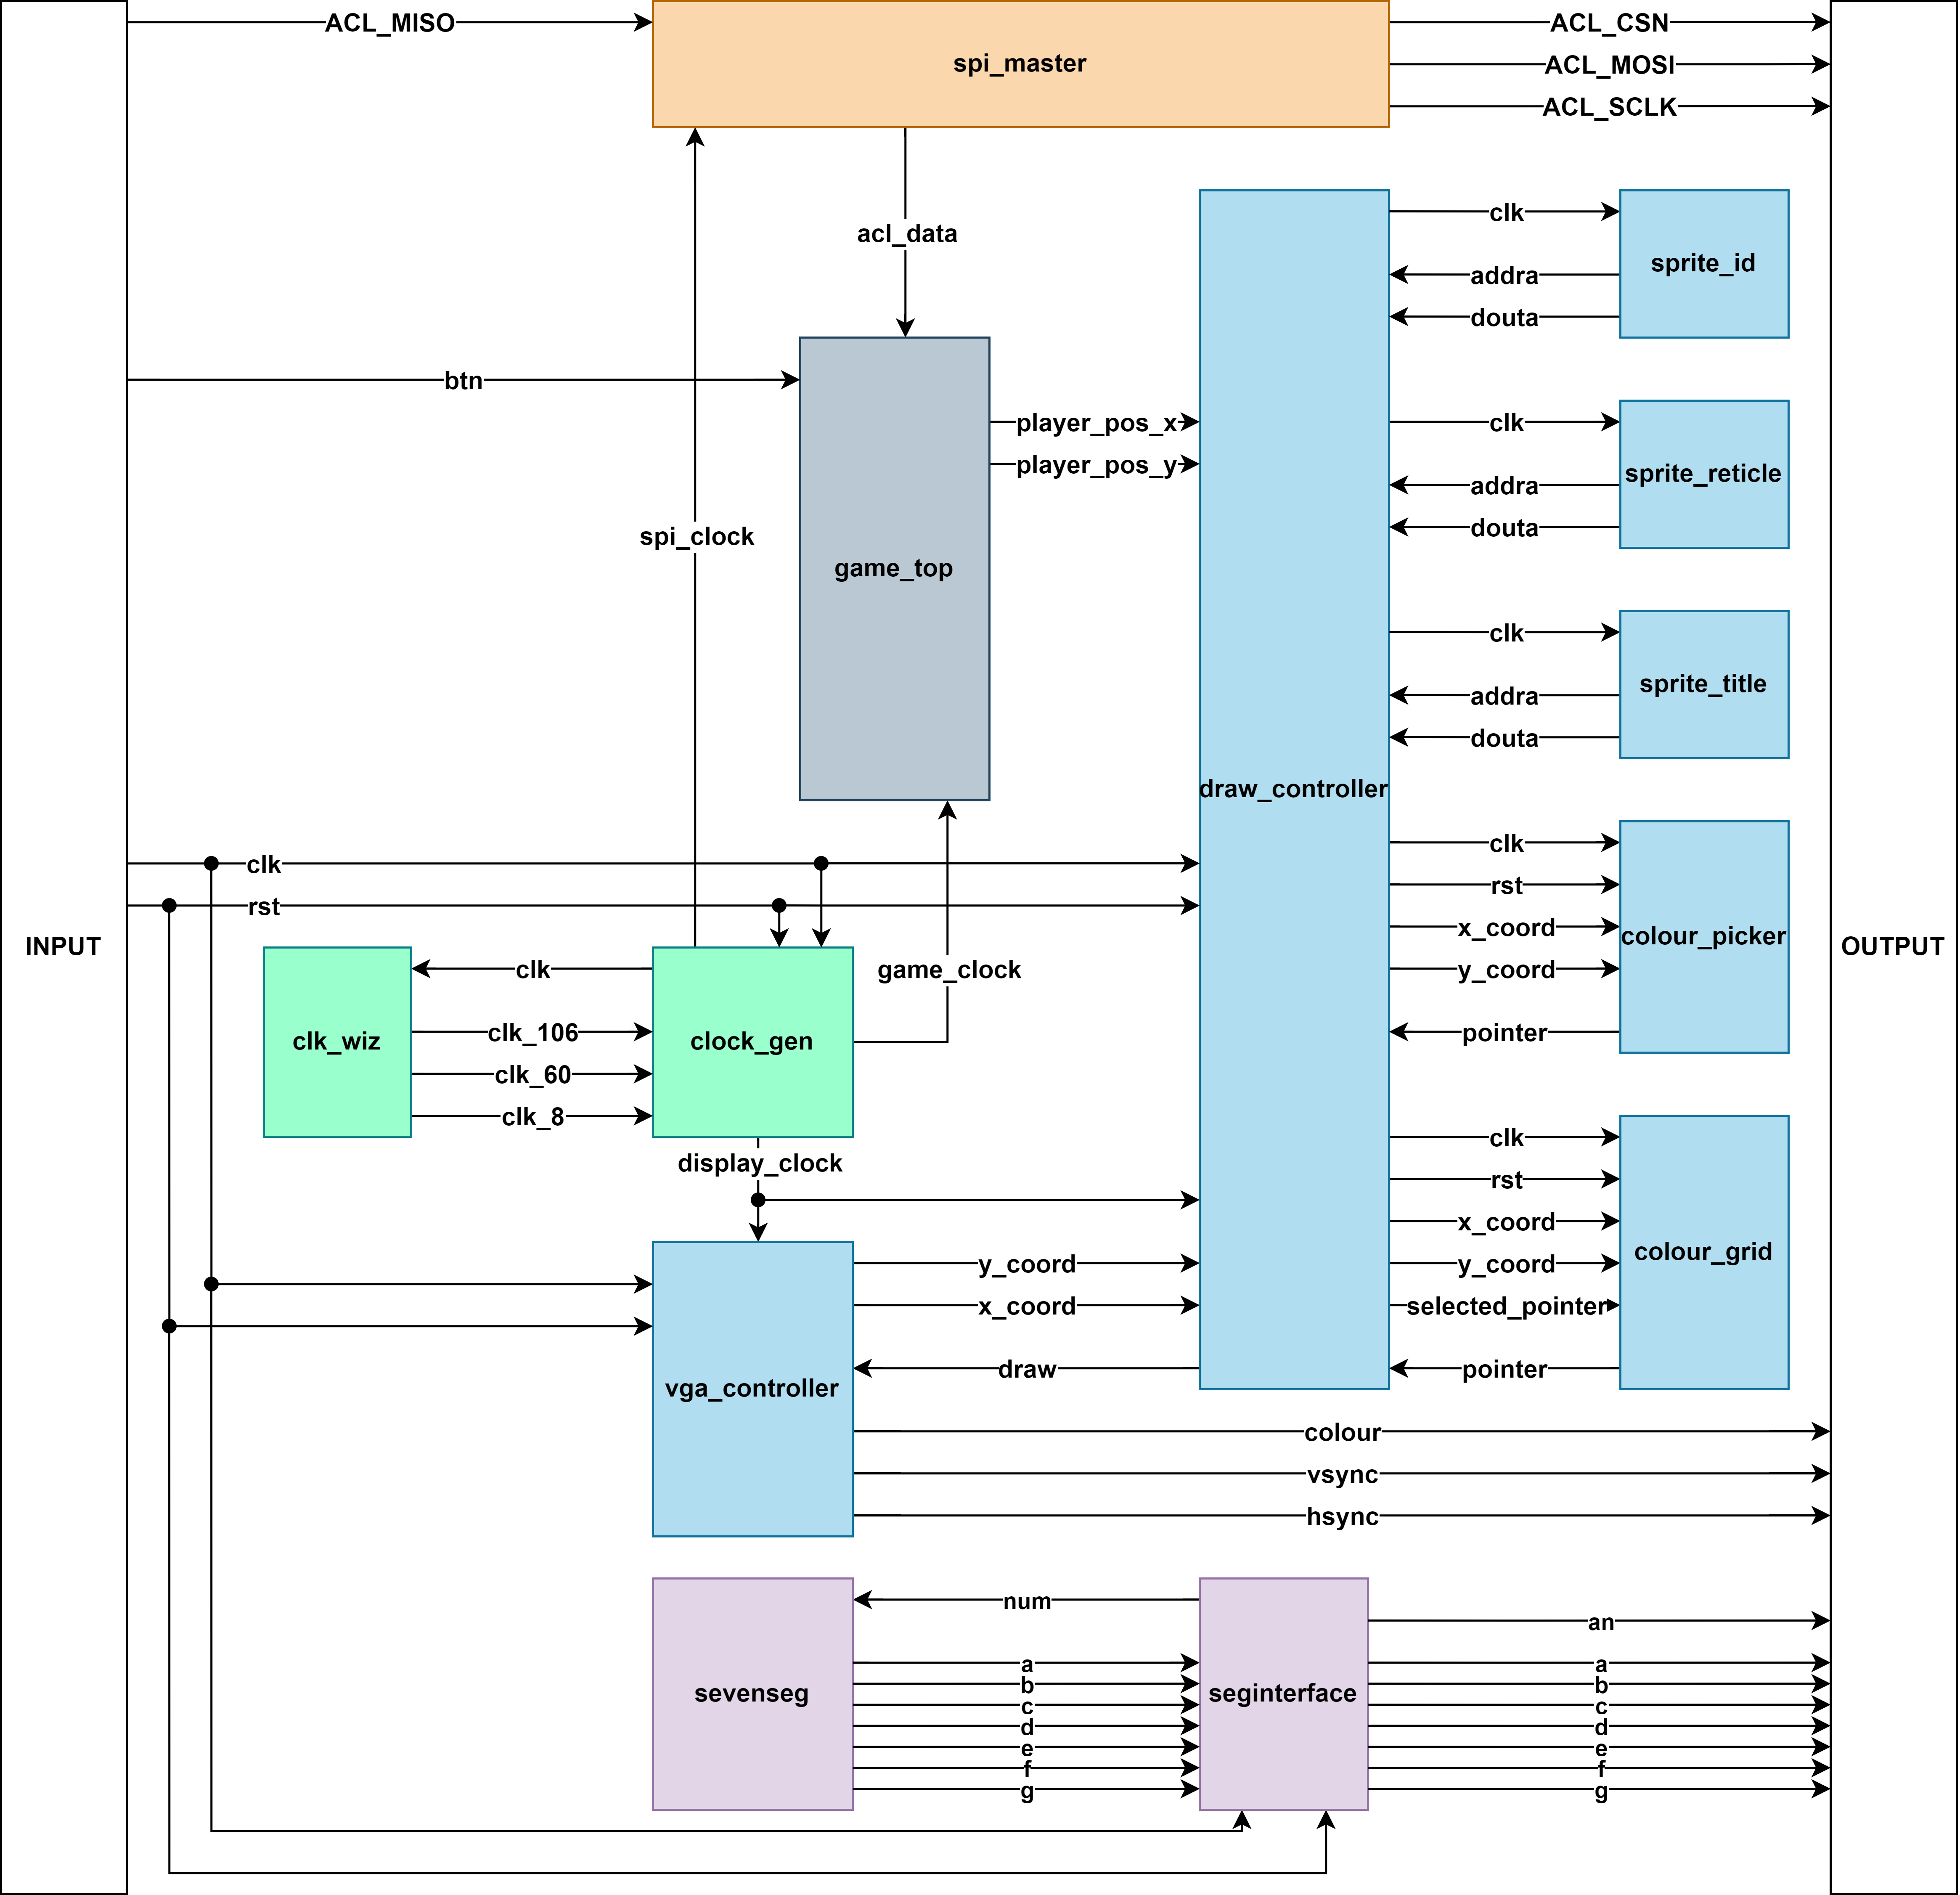 ACL_MISO
spi_master
ACL_CSN
ACL_MOSI
ACL_SCLK
acl_data
clk
addra
douta
sprite_id
btn
player_pos_x
player_pos_y
game_top
spi_clock
clk
addra
douta
sprite_reticle
clk
addra
douta
sprite_title
draw_controller
clk
rst
INPUT
OUTPUT
clk
rst
x_coord
y_coord
pointer
colour_picker
clk_wiz
clk
clk_106
clk_60
clk_8
clock_gen
game_clock
display_clock
clk
rst
x_coord
y_coord
selected_pointer
pointer
colour_grid
y_coord
x_coord
draw
vga_controller
colour
vsync
hsync
sevenseg
num
a
b
c
d
e
f
g
seginterface
an
a
b
c
d
e
f
g